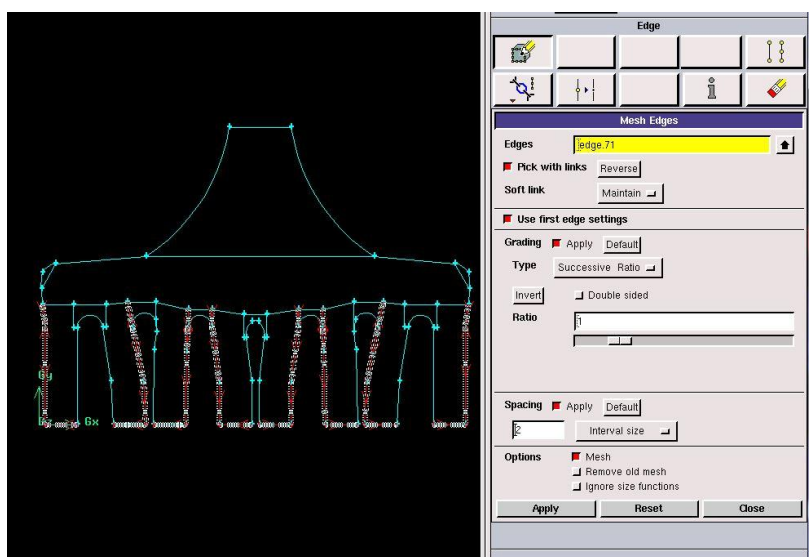 Edge
Mesh Edges
Edges edge.71
Pick with links Reverse
Soft link Maintain
Use first edge settings
Grading Apply Default
Type Successive Ratio
Invert Double sided
Ratio 1
Spacing Apply Default
2 Interval size
Options Mesh
Remove old mesh
Ignore size functions
Apply Reset Close
Gy
Gz Gx